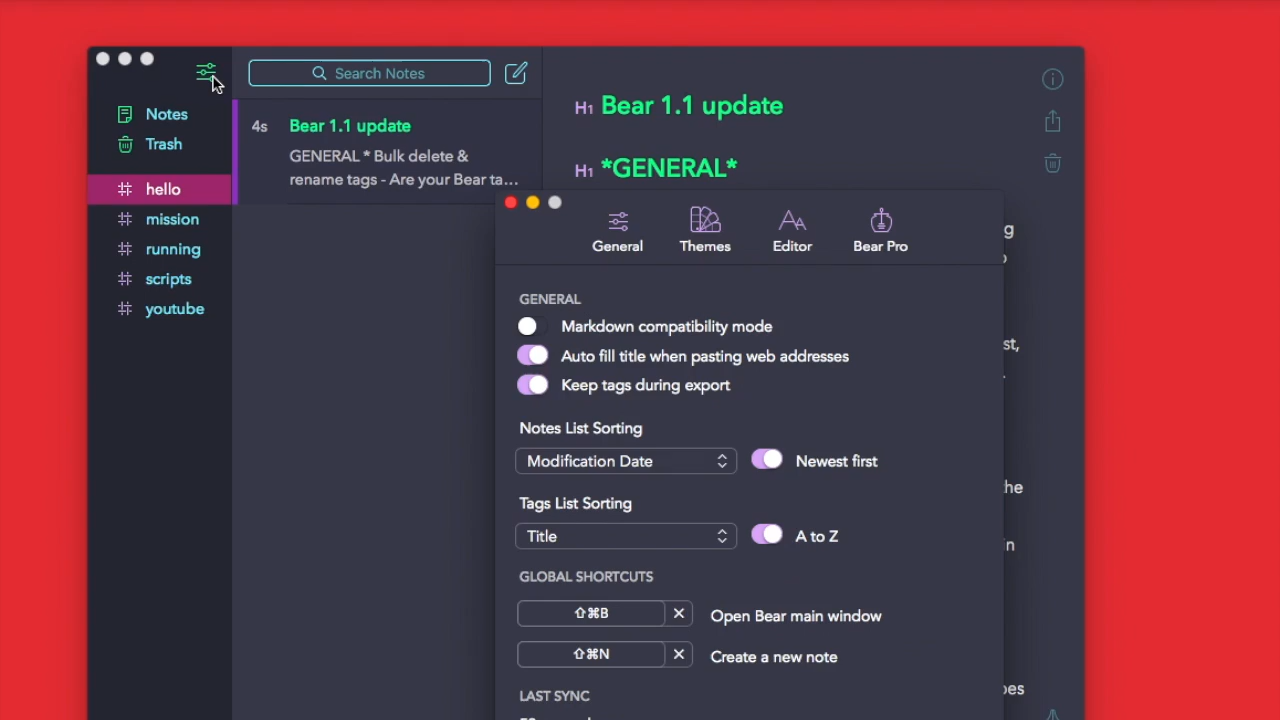 Search Notes
Notes
Trash
hello
mission
running
scripts
youtube
4s Bear 1.1 update
GENERAL * Bulk delete &
rename tags - Are your Bear ta...
H1 Bear 1.1 update
H1 *GENERAL*
General Themes Editor Bear Pro
GENERAL
Markdown compatibility mode
Auto fill title when pasting web addresses
Keep tags during export
Notes List Sorting
Modification Date Newest first
Tags List Sorting
Title A to Z
GLOBAL SHORTCUTS
⇧⌘B Open Bear main window
⇧⌘N Create a new note
LAST SYNC